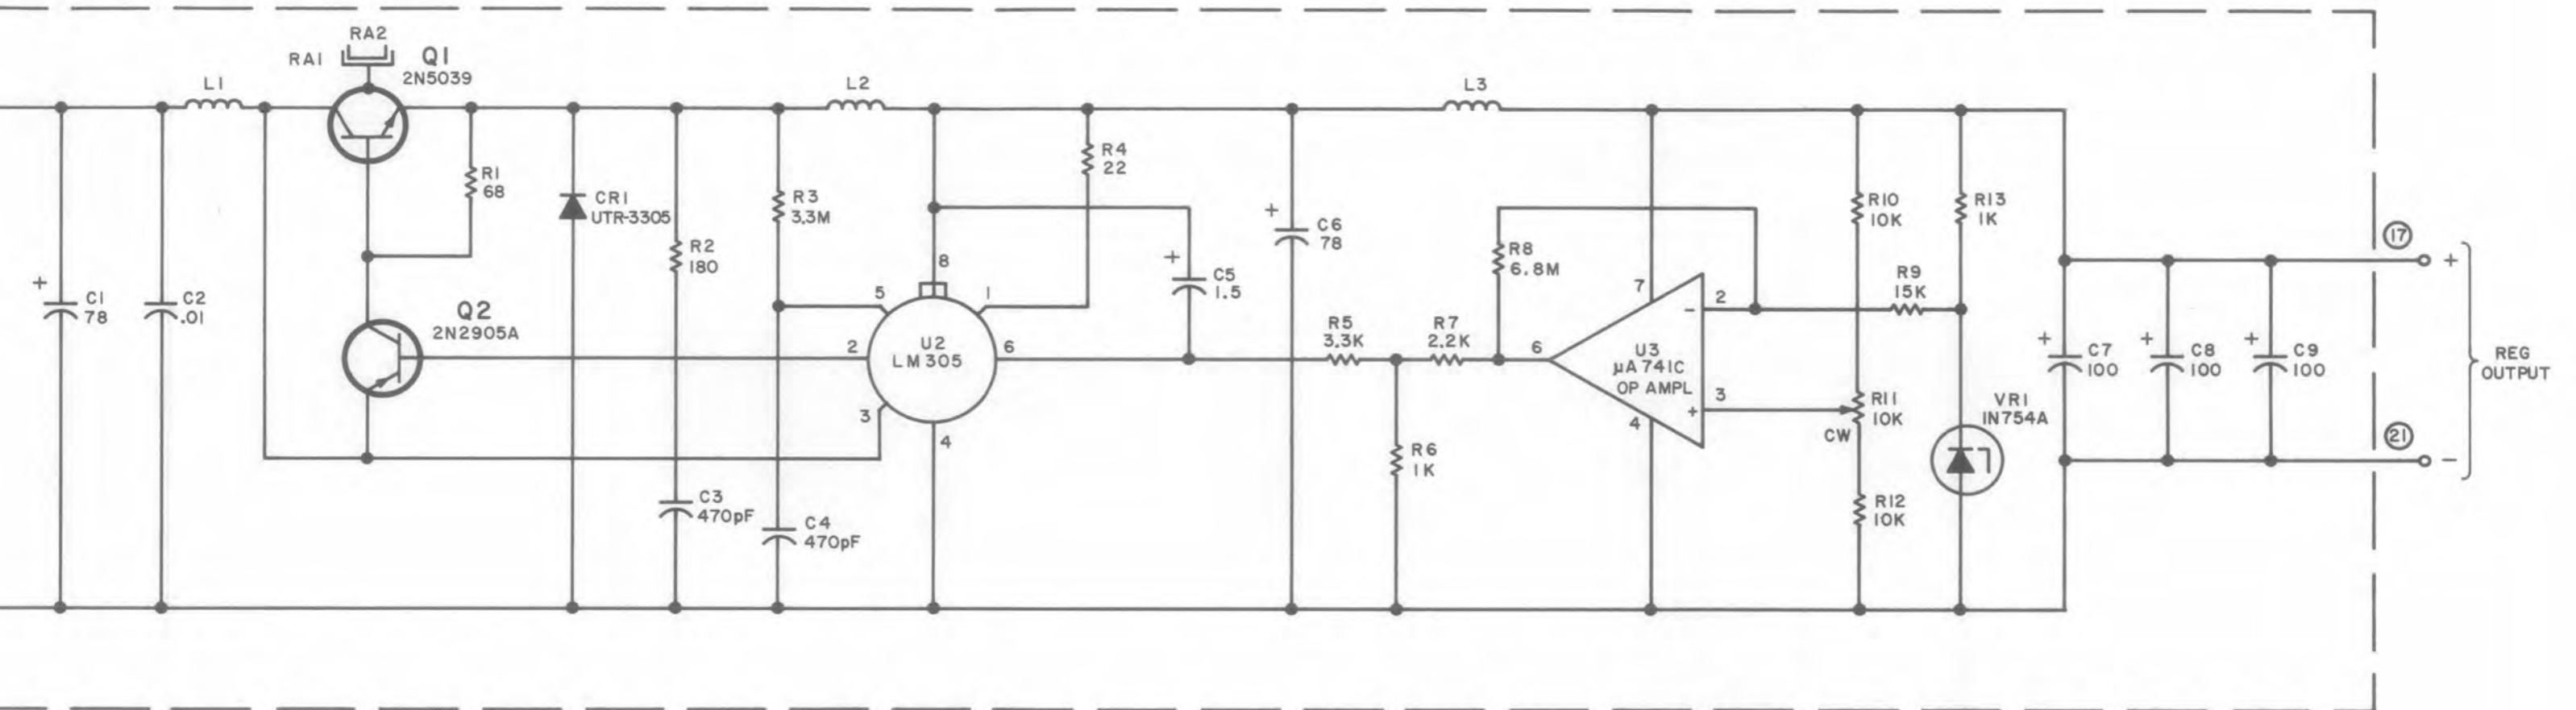 RA2
RA1
Q1
2N5039
L1
L2
L3
R1
68
CR1
UTR-3305
R2
180
R3
3.3M
R4
22
+
C1
78
C2
.01
Q2
2N2905A
C3
470pF
C4
470pF
8
5
1
2
U2
LM305
6
3
4
+
C5
1.5
+
C6
78
R5
3.3K
R7
2.2K
R6
1K
R8
6.8M
6
7
U3
µA741C
OP AMPL
4
2
-
3
+
R9
15K
R10
10K
R11
10K
CW
R12
10K
R13
1K
VR1
IN754A
+
C7
100
+
C8
100
+
C9
100
17
+
21
-
REG
OUTPUT